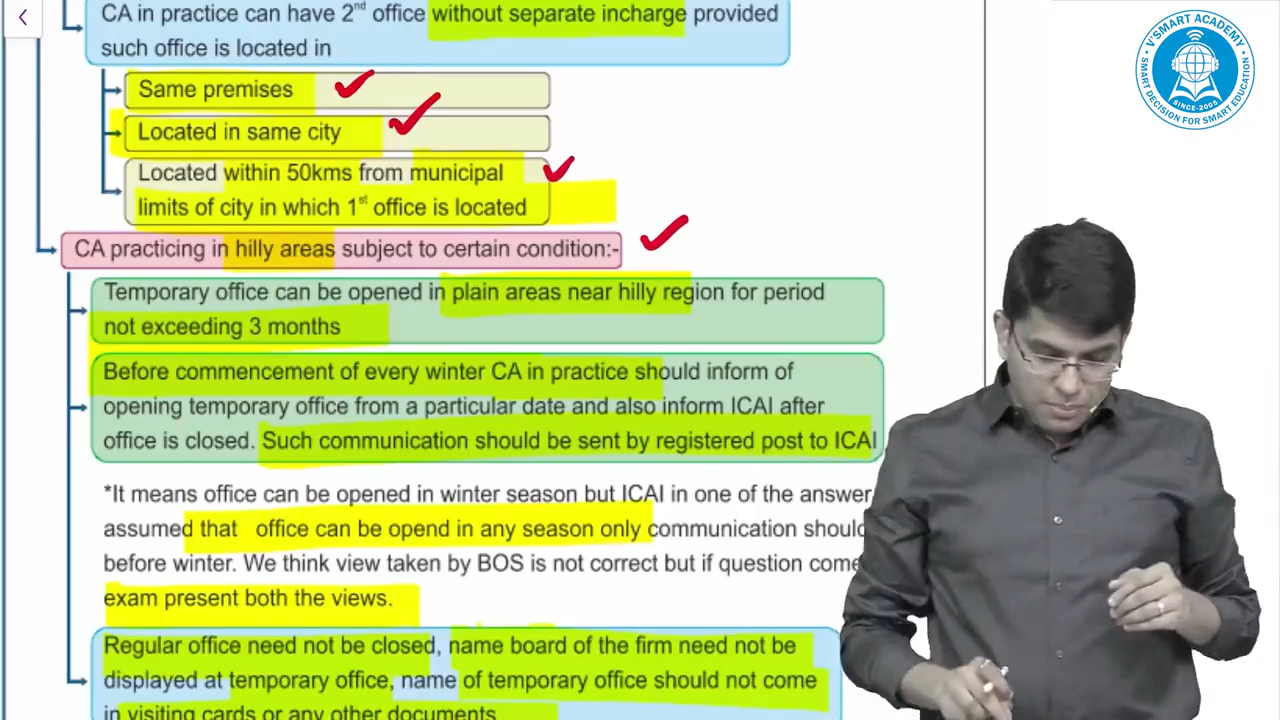 CA in practice can have 2nd office without separate incharge provided
such office is located in
Same premises
Located in same city
Located within 50kms from municipal
limits of city in which 1st office is located
CA practicing in hilly areas subject to certain condition:-
Temporary office can be opened in plain areas near hilly region for period
not exceeding 3 months
Before commencement of every winter CA in practice should inform of
opening temporary office from a particular date and also inform ICAI after
office is closed. Such communication should be sent by registered post to ICAI
*It means office can be opened in winter season but ICAI in one of the answer
assumed that office can be opend in any season only communication should
before winter. We think view taken by BOS is not correct but if question come
exam present both the views.
Regular office need not be closed, name board of the firm need not be
displayed at temporary office, name of temporary office should not come
in visiting cards or any other documents
V'SMART ACADEMY
SINCE-2005
SMART DECISION FOR SMART EDUCATION